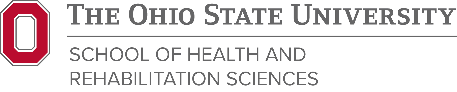 THE OHIO STATE UNIVERSITY
SCHOOL OF HEALTH AND
REHABILITATION SCIENCES